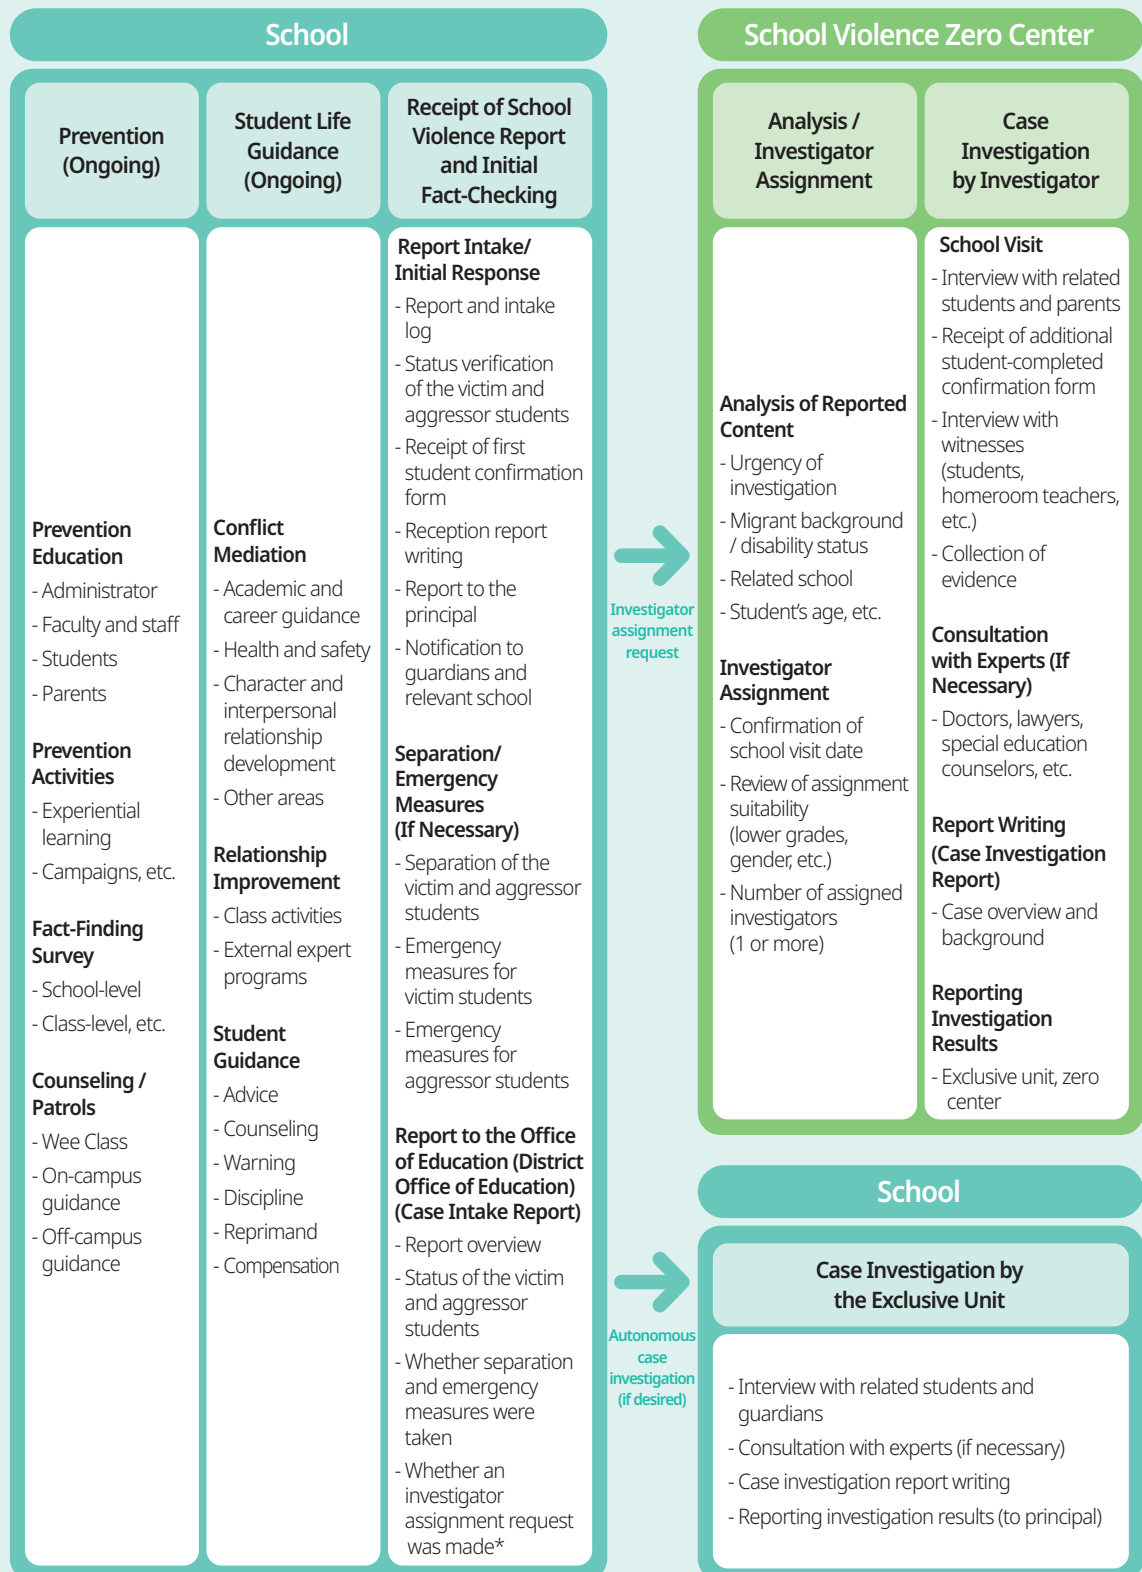 School
Prevention
(Ongoing)
Prevention
Education
- Administrator
- Faculty and staff
- Students
- Parents
Prevention
Activities
- Experiential
learning
- Campaigns, etc.
Fact-Finding
Survey
- School-level
- Class-level, etc.
Counseling /
Patrols
- Wee Class
- On-campus
guidance
- Off-campus
guidance
Student Life
Guidance
(Ongoing)
Conflict
Mediation
- Academic and
career guidance
- Health and safety
- Character and
interpersonal
relationship
development
- Other areas
Relationship
Improvement
- Class activities
- External expert
programs
Student
Guidance
- Advice
- Counseling
- Warning
- Discipline
- Reprimand
- Compensation
Receipt of School
Violence Report
and Initial
Fact-Checking
Report Intake/
Initial Response
- Report and intake
log
- Status verification
of the victim and
aggressor students
- Receipt of first
student confirmation
form
- Reception report
writing
- Report to the
principal
- Notification to
guardians and
relevant school
Separation/
Emergency
Measures
(If Necessary)
- Separation of the
victim and aggressor
students
- Emergency
measures for
victim students
- Emergency
measures for
aggressor students
Report to the Office
of Education (District
Office of Education)
(Case Intake Report)
- Report overview
- Status of the victim
and aggressor
students
- Whether separation
and emergency
measures were
taken
- Whether an
investigator
assignment request
was made*
Investigator
assignment
request
Autonomous
case
investigation
(if desired)
School Violence Zero Center
Analysis /
Investigator
Assignment
Analysis of Reported
Content
- Urgency of
investigation
- Migrant background
/ disability status
- Related school
- Student's age, etc.
Investigator
Assignment
- Confirmation of
school visit date
- Review of assignment
suitability
(lower grades,
gender, etc.)
- Number of assigned
investigators
(1 or more)
Case
Investigation
by Investigator
School Visit
- Interview with related
students and parents
- Receipt of additional
student-completed
confirmation form
- Interview with
witnesses
(students,
homeroom teachers,
etc.)
- Collection of
evidence
Consultation
with Experts (If
Necessary)
- Doctors, lawyers,
special education
counselors, etc.
Report Writing
(Case Investigation
Report)
- Case overview and
background
Reporting
Investigation
Results
- Exclusive unit, zero
center
School
Case Investigation by
the Exclusive Unit
- Interview with related students and
guardians
- Consultation with experts (if necessary)
- Case investigation report writing
- Reporting investigation results (to principal)